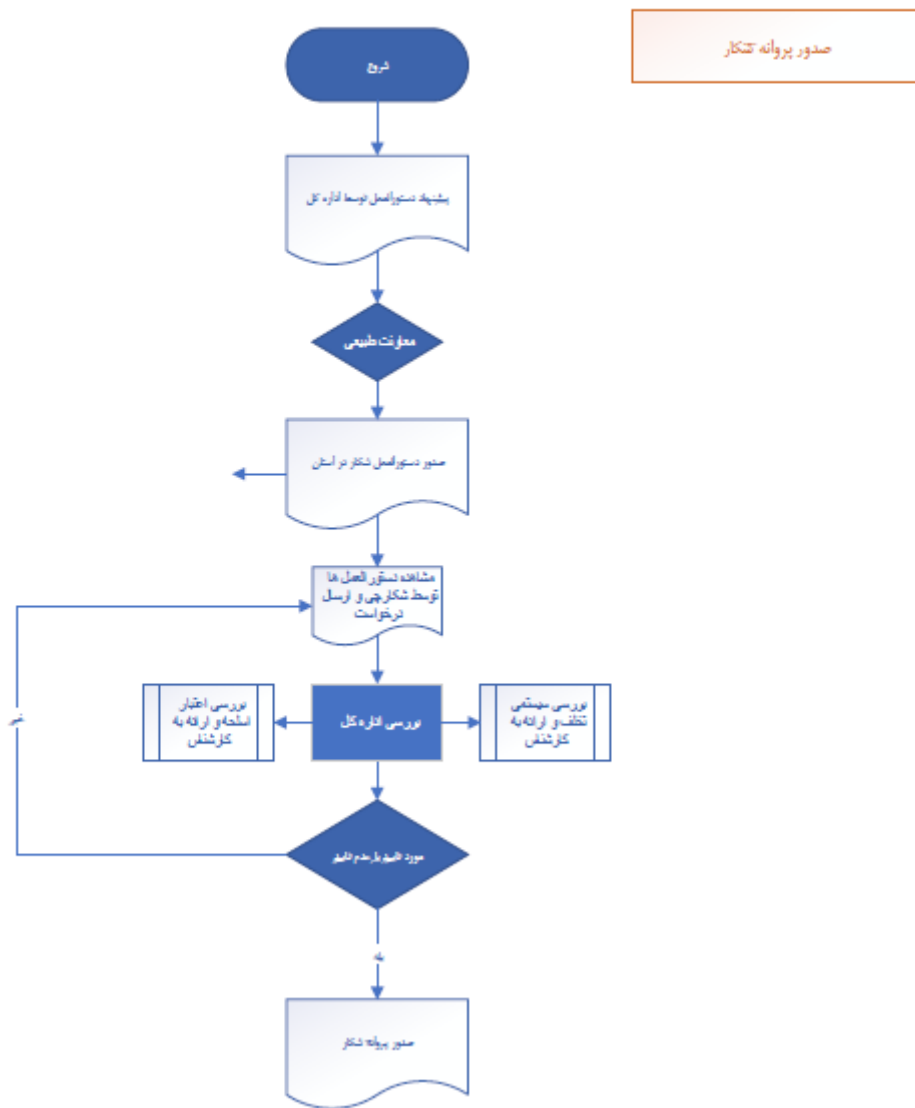 صدور پروانه شکار
شروع
پیشنهاد دستورالعمل توسط اداره کل
معاونت طبیعی
صدور دستورالعمل شکار در استان
مشاهده دستور العمل ها
توسط شکارچی و ارسال
درخواست
بررسی سیستمی
تخلف و ارائه به
کارشناس
بررسی اداره کل
بررسی اعتبار
اسلحه و ارائه به
کارشناس
مورد تایید یا عدم تایید
بله
صدور پروانه شکار